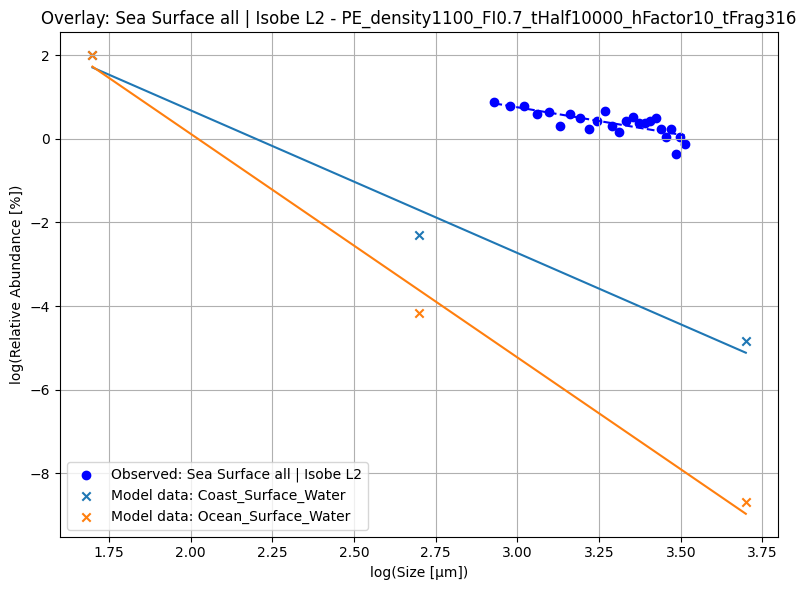 Overlay: Sea Surface all | Isobe L2 - PE_density1100_FI0.7_tHalf10000_hFactor10_tFrag316
log(Relative Abundance [%])
2
0
−2
−4
−6
−8
Observed: Sea Surface all | Isobe L2
Model data: Coast_Surface_Water
Model data: Ocean_Surface_Water
1.75 2.00 2.25 2.50 2.75 3.00 3.25 3.50 3.75
log(Size [μm])